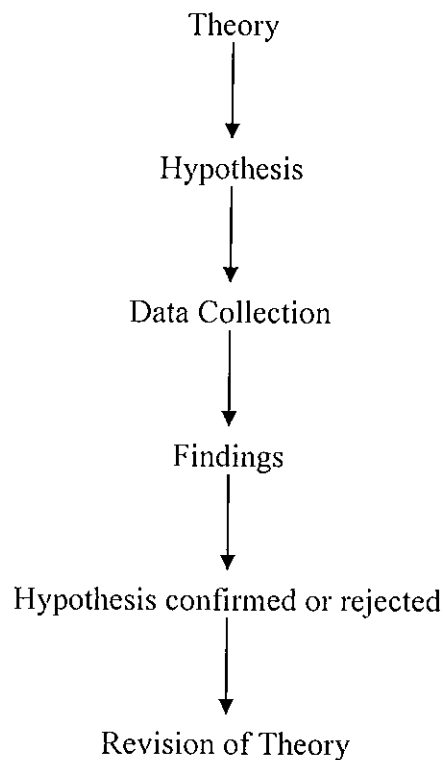 Theory
Hypothesis
Data Collection
Findings
Hypothesis confirmed or rejected
Revision of Theory